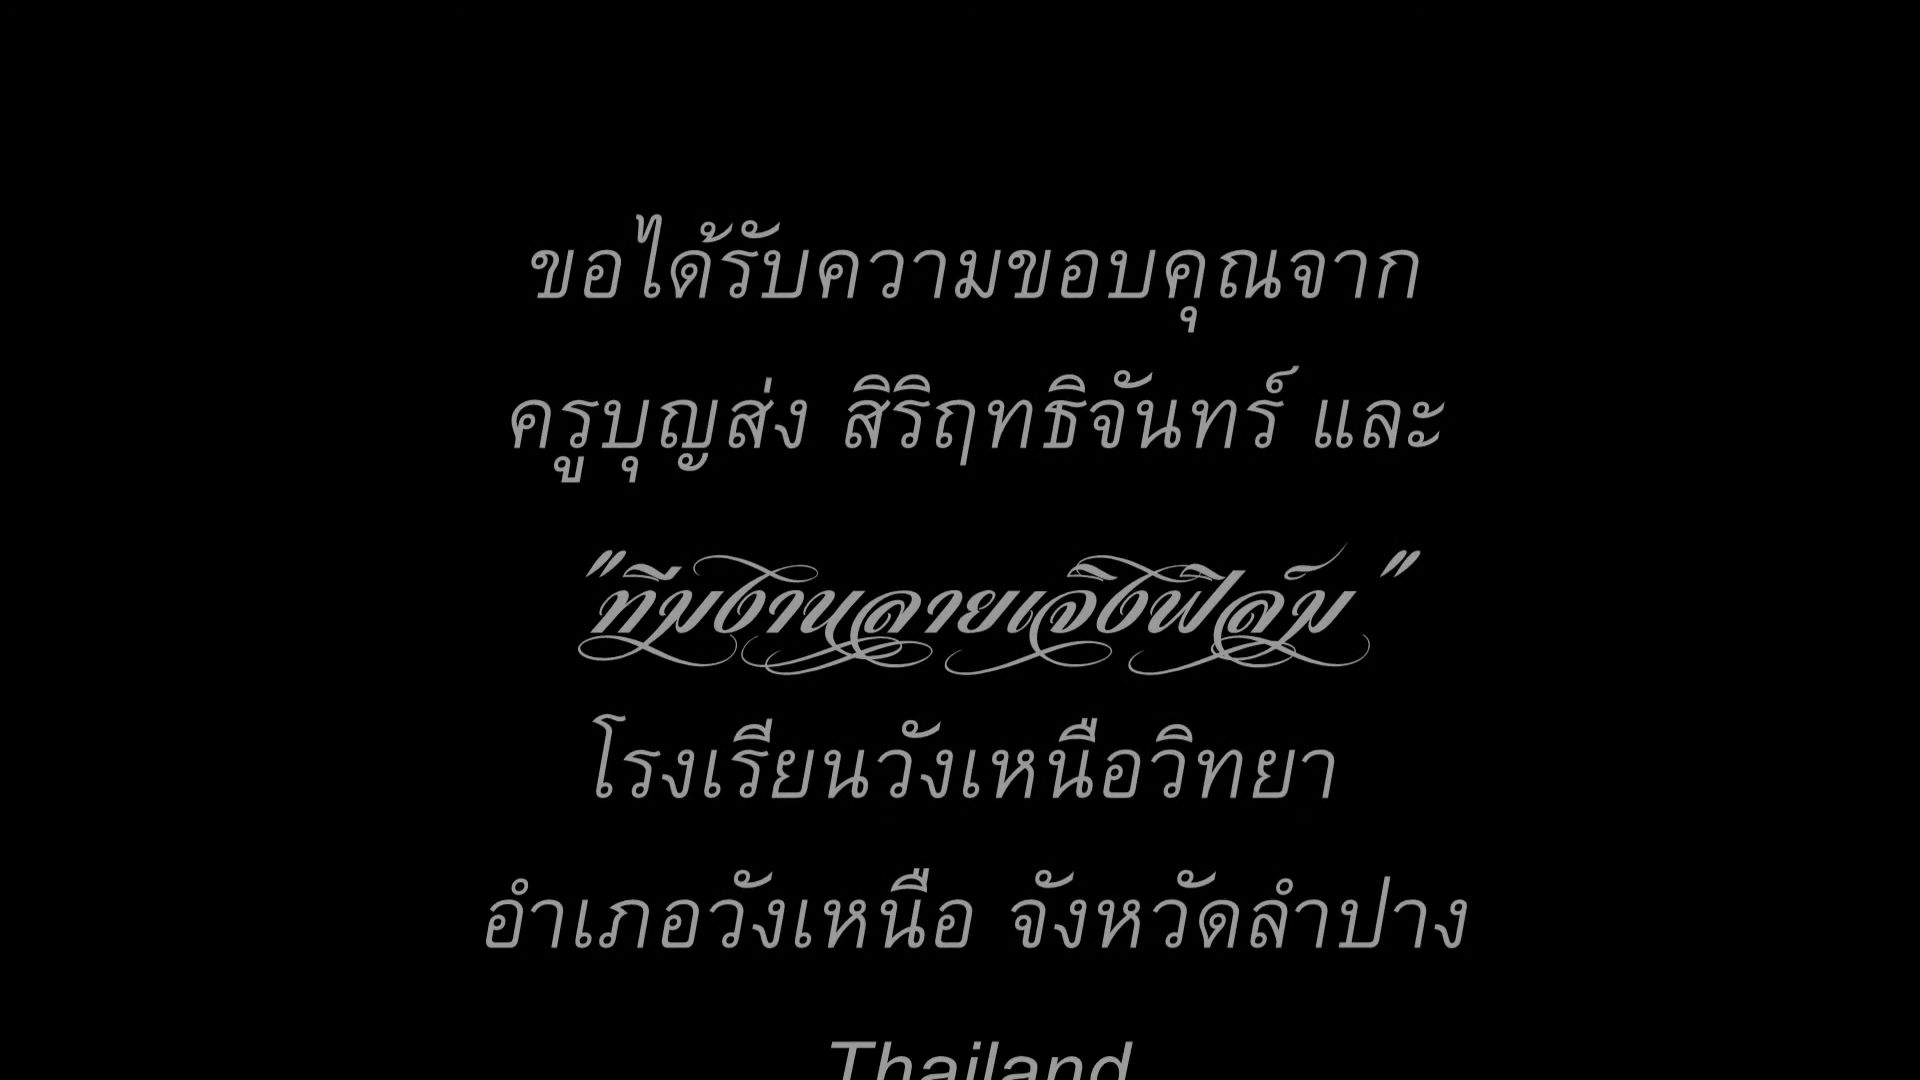 ขอได้รับความขอบคุณจาก
ครูบุญส่ง สิริฤทธิจันทร์ และ
"ทีมงานลายเจิงฟิล์ม"
โรงเรียนวังเหนือวิทยา
อำเภอวังเหนือ จังหวัดลำปาง
Thailand